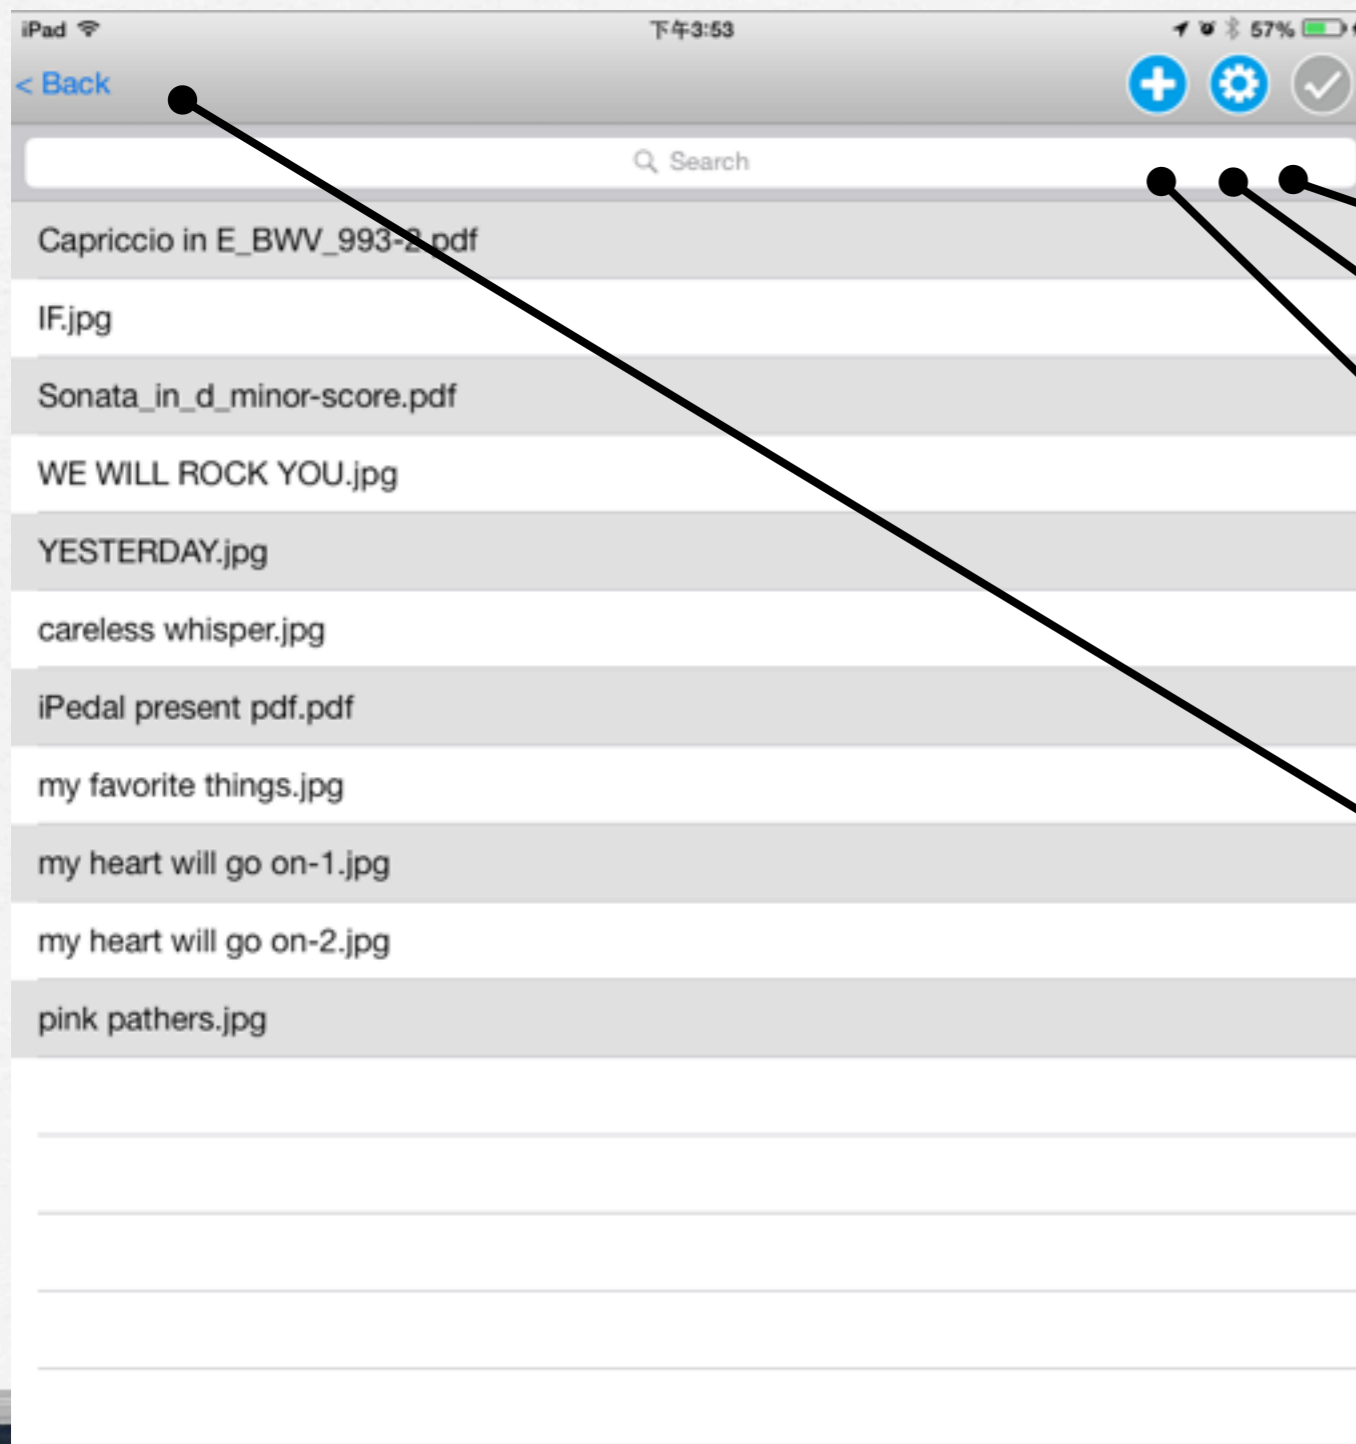 iPad
下午3:53
57%
< Back
Search
Capriccio in E_BWV_993-2.pdf
IF.jpg
Sonata_in_d_minor-score.pdf
WE WILL ROCK YOU.jpg
YESTERDAY.jpg
careless whisper.jpg
iPedal present pdf.pdf
my favorite things.jpg
my heart will go on-1.jpg
my heart will go on-2.jpg
pink pathers.jpg